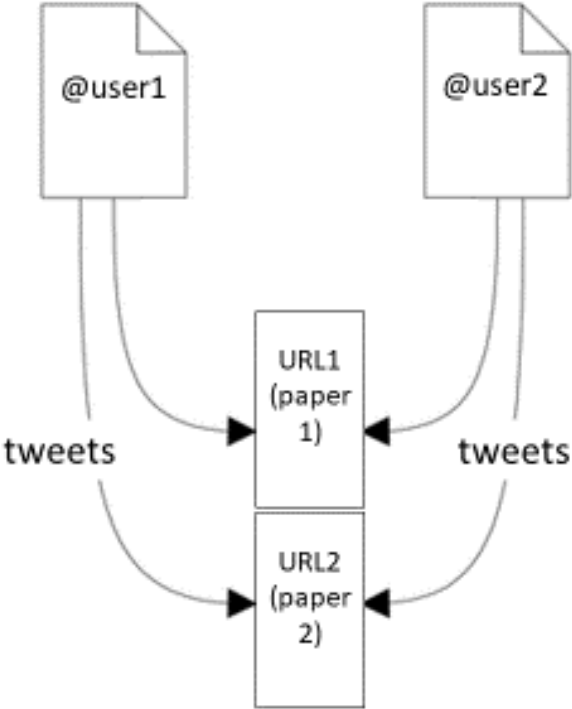 @user1
@user2
URL1
(paper
1)
tweets
tweets
URL2
(paper
2)